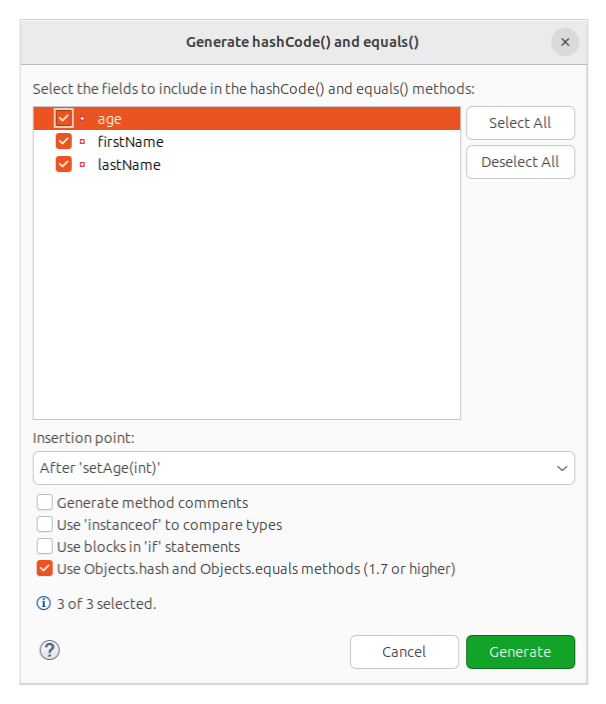 Generate hashCode() and equals()
Select the fields to include in the hashCode() and equals() methods:
age
firstName
lastName
Select All
Deselect All
Insertion point:
After 'setAge(int)'
Generate method comments
Use 'instanceof' to compare types
Use blocks in 'if' statements
Use Objects.hash and Objects.equals methods (1.7 or higher)
3 of 3 selected.
Cancel
Generate